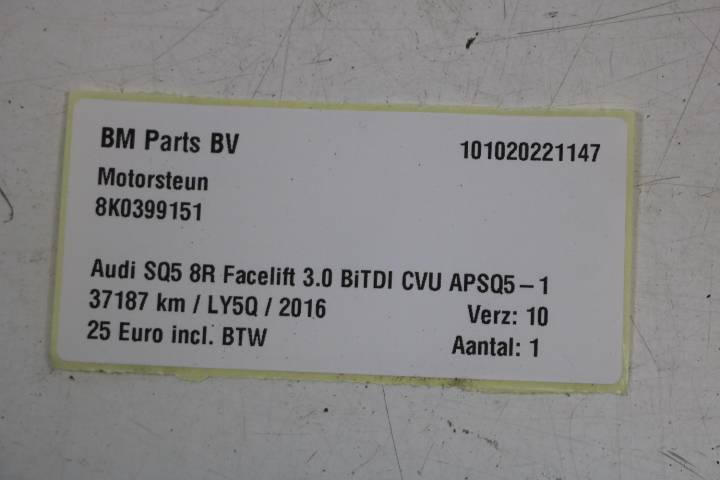 BM Parts BV 101020221147
Motorsteun
8K0399151
Audi SQ5 8R Facelift 3.0 BiTDI CVU APSQ5-1
37187 km / LY5Q / 2016 Verz: 10
25 Euro incl. BTW Aantal: 1